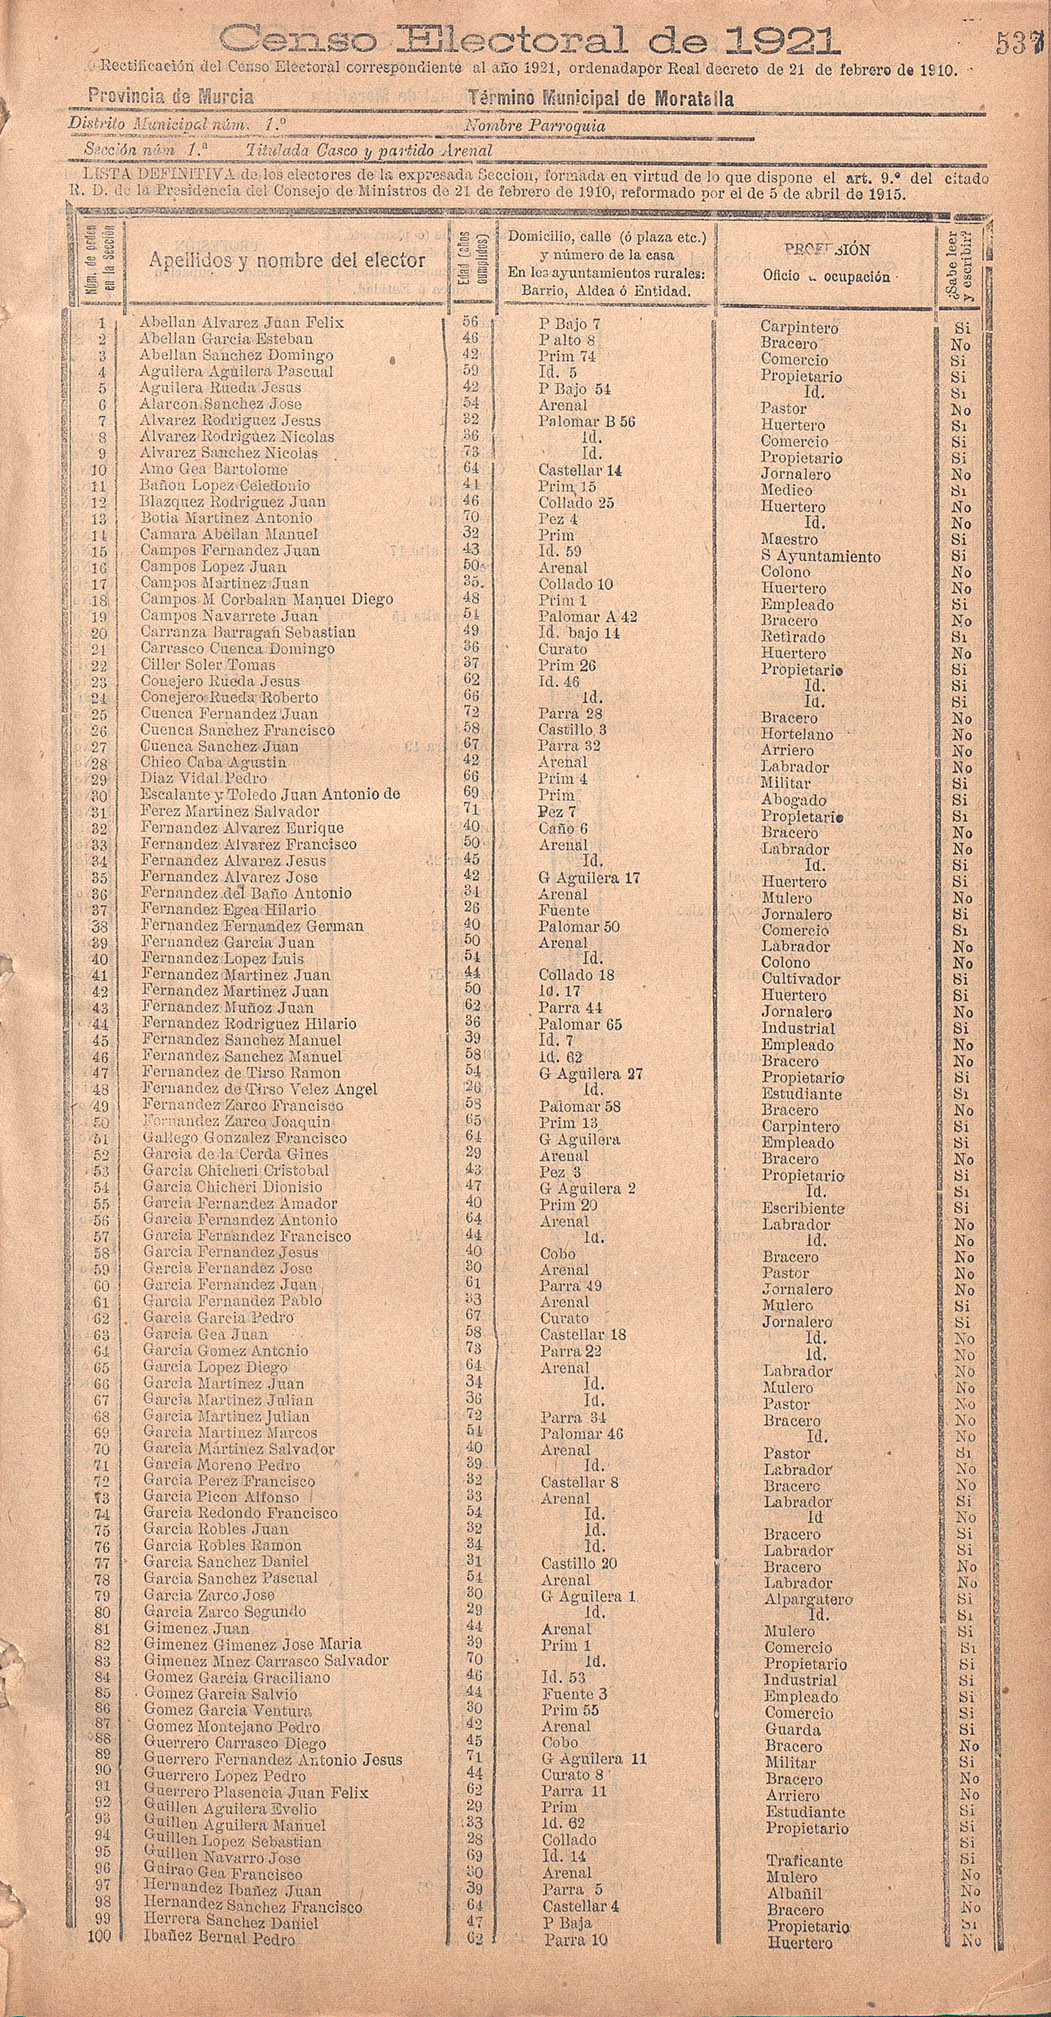 Censo Electoral de 1921
537
Rectificación del Censo Electoral correspondiente al año 1921, ordenadapor Real decreto de 21 de febrero de 1910.
Provincia de Murcia Término Municipal de Moratalla
Distrito Municipal núm. 1.º Nombre Parroquia
Sección núm 1.ª Titulada Casco y partido Arenal
LISTA DEFINITIVA de los electores de la expresada Seccion, formada en virtud de lo que dispone el art. 9.º del citado
R. D. de la Presidencia del Consejo de Ministros de 21 de febrero de 1910, reformado por el de 5 de abril de 1915.
Núm. de orden en la Sección
Apellidos y nombre del elector
Edad (años cumplidos)
Domicilio, calle (ó plaza etc.)
y número de la casa
En los ayuntamientos rurales:
Barrio, Aldea ó Entidad.
PROFESIÓN
Oficio u ocupación
¿Sabe leer y escribir?
1 Abellan Alvarez Juan Felix 56 P Bajo 7 Carpintero Si
2 Abellan Garcia Esteban 46 P alto 8 Bracero No
3 Abellan Sanchez Domingo 42 Prim 74 Comercio Si
4 Aguilera Aguilera Pascual 59 Id. 5 Propietario Si
5 Aguilera Rueda Jesus 42 P Bajo 54 Id. Si
6 Alarcon Sanchez Jose 54 Arenal Pastor No
7 Alvarez Rodriguez Jesus 32 Palomar B 56 Huertero Si
8 Alvarez Rodriguez Nicolas 36 Id. Comercio Si
9 Alvarez Sanchez Nicolas 73 Id. Propietario Si
10 Amo Gea Bartolome 64 Castellar 14 Jornalero No
11 Bañon Lopez Celedonio 41 Prim 15 Medico Si
12 Blazquez Rodriguez Juan 46 Collado 25 Huertero No
13 Botia Martinez Antonio 70 Pez 4 Id. No
14 Camara Abellan Manuel 32 Prim Maestro Si
15 Campos Fernandez Juan 43 Id. 59 S Ayuntamiento Si
16 Campos Lopez Juan 50 Arenal Colono No
17 Campos Martinez Juan 35. Collado 10 Huertero No
18 Campos M Corbalan Manuel Diego 48 Prim 1 Empleado Si
19 Campos Navarrete Juan 54 Palomar A 42 Bracero No
20 Carranza Barragan Sebastian 49 Id. bajo 14 Retirado Si
21 Carrasco Cuenca Domingo 36 Curato Huertero No
22 Ciller Soler Tomas 37 Prim 26 Propietario Si
23 Conejero Rueda Jesus 62 Id. 46 Id. Si
24 Conejero Rueda Roberto 66 Id. Id. Si
25 Cuenca Fernandez Juan 72 Parra 28 Bracero No
26 Cuenca Sanchez Francisco 58 Castillo 3 Hortelano No
27 Cuenca Sanchez Juan 67 Parra 32 Arriero No
28 Chico Caba Agustin 42 Arenal Labrador No
29 Diaz Vidal Pedro 66 Prim 4 Militar Si
30 Escalante y Toledo Juan Antonio de 69 Prim Abogado Si
31 Ferez Martinez Salvador 71 Pez 7 Propietario Si
32 Fernandez Alvarez Enrique 40 Caño 6 Bracero No
33 Fernandez Alvarez Francisco 50 Arenal Labrador No
34 Fernandez Alvarez Jesus 45 Id. Id. Si
35 Fernandez Alvarez Jose 42 G Aguilera 17 Huertero Si
36 Fernandez del Baño Antonio 34 Arenal Mulero No
37 Fernandez Egea Hilario 26 Fuente Jornalero Si
38 Fernandez Fernandez German 40 Palomar 50 Comercio Si
39 Fernandez Garcia Juan 50 Arenal Labrador No
40 Fernandez Lopez Luis 54 Id. Colono No
41 Fernandez Martinez Juan 44 Collado 18 Cultivador Si
42 Fernandez Martinez Juan 50 Id. 17 Huertero Si
43 Fernandez Muñoz Juan 62 Parra 44 Jornalero No
44 Fernandez Rodriguez Hilario 36 Palomar 65 Industrial Si
45 Fernandez Sanchez Manuel 39 Id. 7 Empleado No
46 Fernandez Sanchez Manuel 58 Id. 62 Bracero No
47 Fernandez de Tirso Ramon 54 G Aguilera 27 Propietario Si
48 Fernandez de Tirso Velez Angel 26 Id. Estudiante Si
49 Fernandez Zarco Francisco 58 Palomar 58 Bracero No
50 Fernandez Zarco Joaquin 65 Prim 13 Carpintero Si
51 Gallego Gonzalez Francisco 64 G Aguilera Empleado Si
52 Garcia de la Cerda Gines 29 Arenal Bracero No
53 Garcia Chicheri Cristobal 43 Pez 3 Propietario Si
54 Garcia Chicheri Dionisio 47 G Aguilera 2 Id. Si
55 Garcia Fernandez Amador 40 Prim 20 Escribiente Si
56 Garcia Fernandez Antonio 64 Arenal Labrador No
57 Garcia Fernandez Francisco 44 Id. Id. No
58 Garcia Fernandez Jesus 40 Cobo Bracero No
59 Garcia Fernandez Jose 30 Arenal Pastor No
60 Garcia Fernandez Juan 61 Parra 49 Jornalero No
61 Garcia Fernandez Pablo 33 Arenal Mulero Si
62 Garcia Garcia Pedro 67 Curato Jornalero Si
63 Garcia Gea Juan 58 Castellar 18 Id. No
64 Garcia Gomez Antonio 73 Parra 22 Id. No
65 Garcia Lopez Diego 64 Arenal Labrador No
66 Garcia Martinez Juan 34 Id. Mulero No
67 Garcia Martinez Julian 36 Id. Pastor No
68 Garcia Martinez Julian 72 Parra 34 Bracero No
69 Garcia Martinez Marcos 54 Palomar 46 Id. No
70 Garcia Martinez Salvador 40 Arenal Pastor Si
71 Garcia Moreno Pedro 39 Id. Labrador No
72 Garcia Perez Francisco 32 Castellar 8 Bracero No
73 Garcia Picon Alfonso 33 Arenal Labrador Si
74 Garcia Redondo Francisco 54 Id. Id No
75 Garcia Robles Juan 32 Id. Bracero Si
76 Garcia Robles Ramon 34 Id. Labrador Si
77 Garcia Sanchez Daniel 31 Castillo 20 Bracero No
78 Garcia Sanchez Pascual 54 Arenal Labrador No
79 Garcia Zarco Jose 30 G Aguilera 1 Alpargatero Si
80 Garcia Zarco Segundo 29 Id. Id. Si
81 Gimenez Juan 44 Arenal Mulero Si
82 Gimenez Gimenez Jose Maria 39 Prim 1 Comercio Si
83 Gimenez Mnez Carrasco Salvador 70 Id. Propietario Si
84 Gomez Garcia Graciliano 46 Id. 53 Industrial Si
85 Gomez Garcia Salvio 44 Fuente 3 Empleado Si
86 Gomez Garcia Ventura 30 Prim 55 Comercio Si
87 Gomez Montejano Pedro 42 Arenal Guarda Si
88 Guerrero Carrasco Diego 45 Cobo Bracero No
89 Guerrero Fernandez Antonio Jesus 71 G Aguilera 11 Militar Si
90 Guerrero Lopez Pedro 44 Curato 8 Bracero No
91 Guerrero Plasencia Juan Felix 62 Parra 11 Arriero No
92 Guillen Aguilera Evelio 29 Prim Estudiante Si
93 Guillen Aguilera Manuel 33 Id. 62 Propietario Si
94 Guillen Lopez Sebastian 28 Collado Si
95 Guillen Navarro Jose 69 Id. 14 Traficante Si
96 Guirao Gea Francisco 30 Arenal Mulero No
97 Hernandez Ibañez Juan 39 Parra 5 Albañil No
98 Hernandez Sanchez Francisco 64 Castellar 4 Bracero No
99 Herrera Sanchez Daniel 47 P Baja Propietario Si
100 Ibañez Bernal Pedro 62 Parra 10 Huertero No